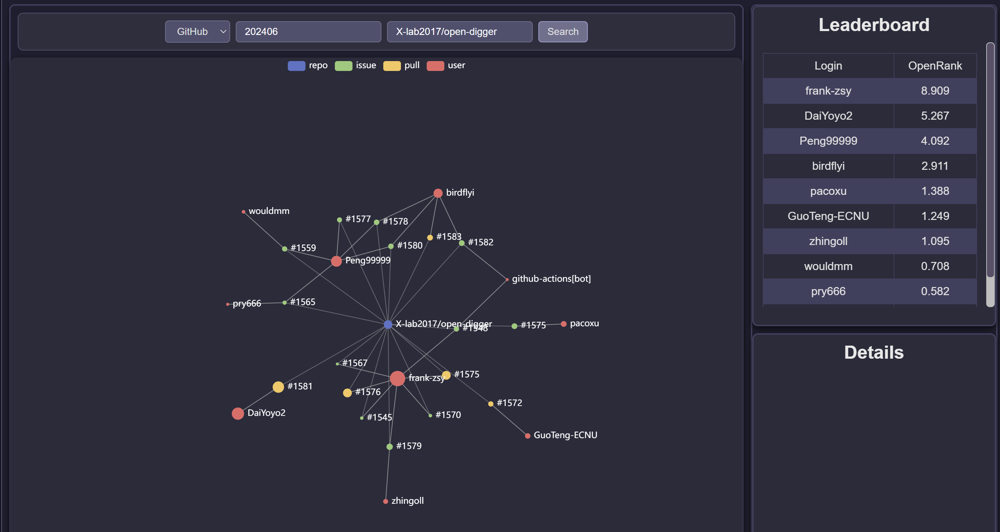 GitHub 202406 X-lab2017/open-digger Search
repo issue pull user
birdflyi
wouldmm
#1577 #1578
#1583
#1582
#1580
#1559
Peng99999
github-actions[bot]
#1565
pry666
X-lab2017/open-digger
#1548
#1575 pacoxu
#1567
frank-zsy #1575
#1581
#1576
#1572
DaiYoyo2
#1545 #1570
GuoTeng-ECNU
#1579
zhingoll
Leaderboard
Login OpenRank
frank-zsy 8.909
DaiYoyo2 5.267
Peng99999 4.092
birdflyi 2.911
pacoxu 1.388
GuoTeng-ECNU 1.249
zhingoll 1.095
wouldmm 0.708
pry666 0.582
Details